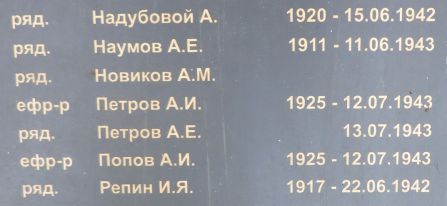 ряд. Надубовой А. 1920 - 15.06.1942
ряд. Наумов А.Е. 1911 - 11.06.1943
ряд. Новиков А.М.
ефр-р Петров А.И. 1925 - 12.07.1943
ряд. Петров А.Е. 13.07.1943
ефр-р Попов А.И. 1925 - 12.07.1943
ряд. Репин И.Я. 1917 - 22.06.1942